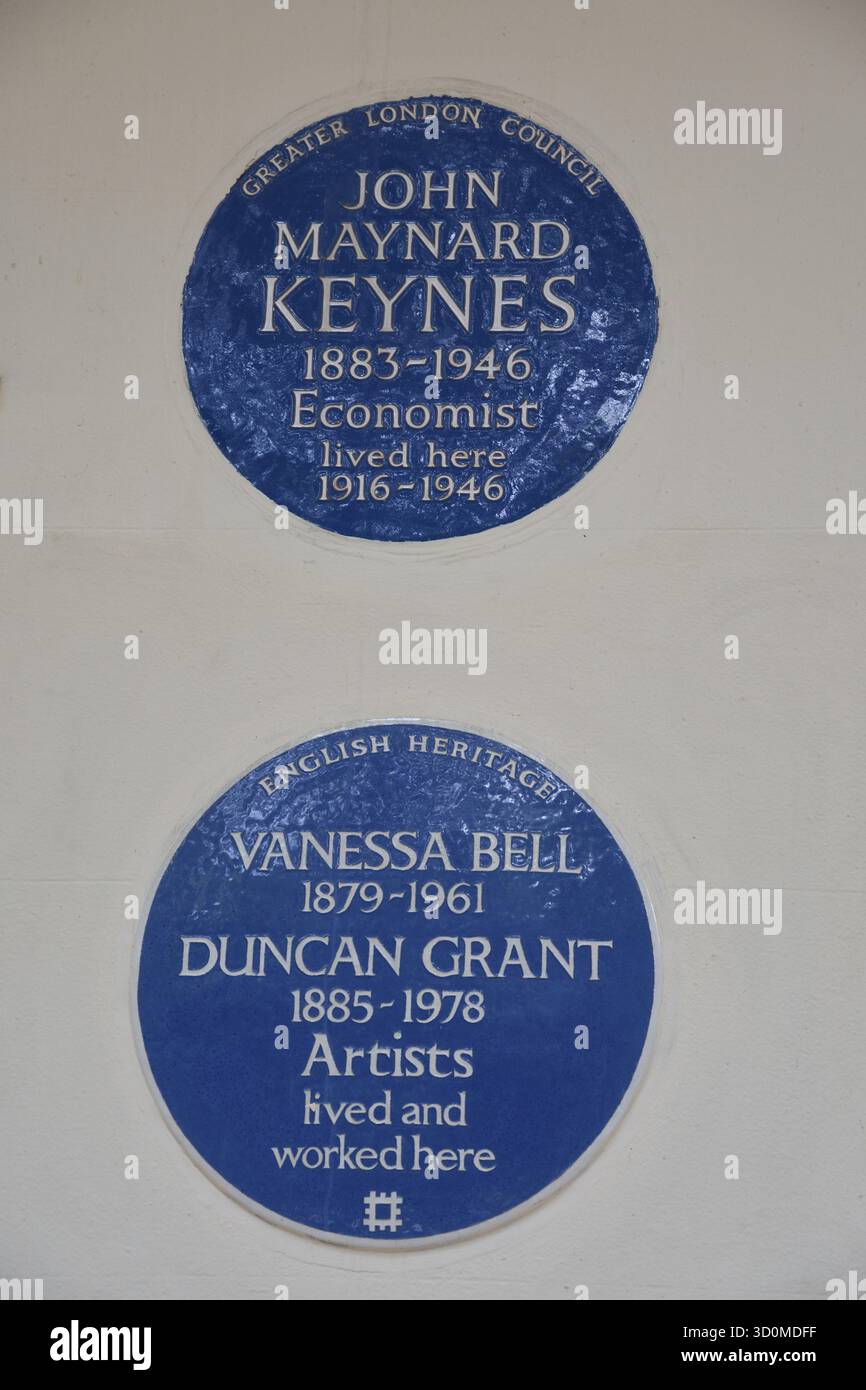 GREATER LONDON COUNCIL
JOHN
MAYNARD
KEYNES
1883-1946
Economist
lived here
1916-1946
ENGLISH HERITAGE
VANESSA BELL
1879-1961
DUNCAN GRANT
1885-1978
Artists
lived and
worked here
alamy
Image ID: 3D0MDFF
www.alamy.com